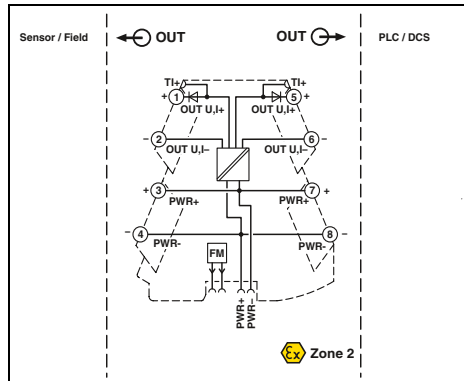 Sensor / Field
OUT
OUT
PLC / DCS
TI+
TI+
+ 1
5 +
OUT U,I+
OUT U,I+
– 2
6 –
OUT U,I–
OUT U,I–
+ 3
7 +
PWR+
PWR+
– 4
8 –
PWR-
PWR-
FM
PWR+
PWR–
Ex Zone 2